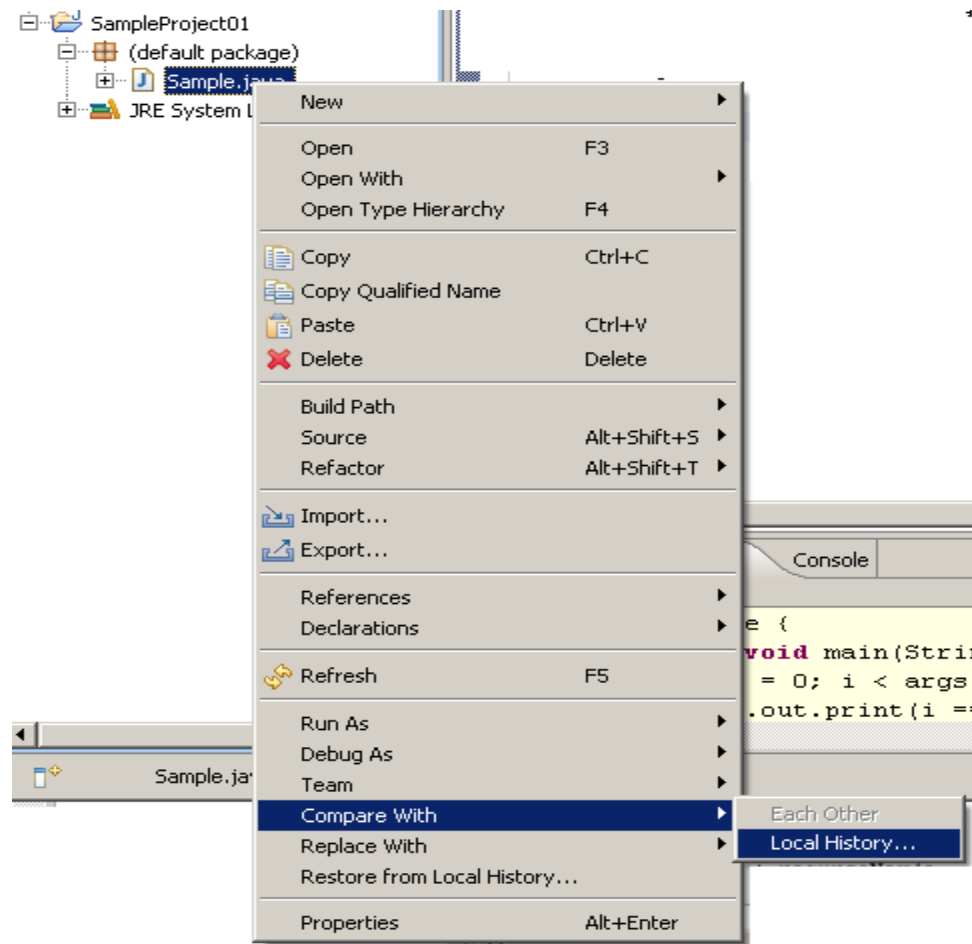 SampleProject01
(default package)
Sample.java
JRE System L
New
Open F3
Open With
Open Type Hierarchy F4
Copy Ctrl+C
Copy Qualified Name
Paste Ctrl+V
Delete Delete
Build Path
Source Alt+Shift+S
Refactor Alt+Shift+T
Import...
Export...
References
Declarations
Refresh F5
Run As
Debug As
Team
Compare With
Replace With
Restore from Local History...
Properties Alt+Enter
Each Other
Local History...
Console
e {
void main(Strin
= 0; i < args
.out.print(i ==
Sample.ja